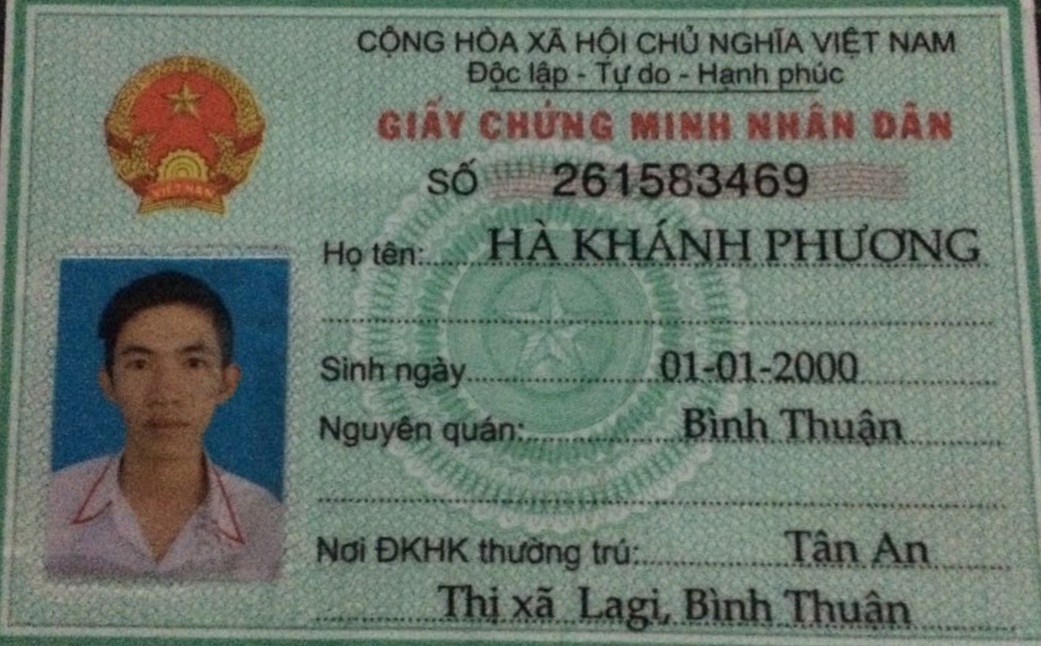 CỘNG HÒA XÃ HỘI CHỦ NGHĨA VIỆT NAM
Độc lập - Tự do - Hạnh phúc
GIẤY CHỨNG MINH NHÂN DÂN
SỐ 261583469
Họ tên: HÀ KHÁNH PHƯƠNG
Sinh ngày 01-01-2000
Nguyên quán: Bình Thuận
Nơi ĐKHK thường trú: Tân An
Thị xã Lagi, Bình Thuận
VIỆT NAM